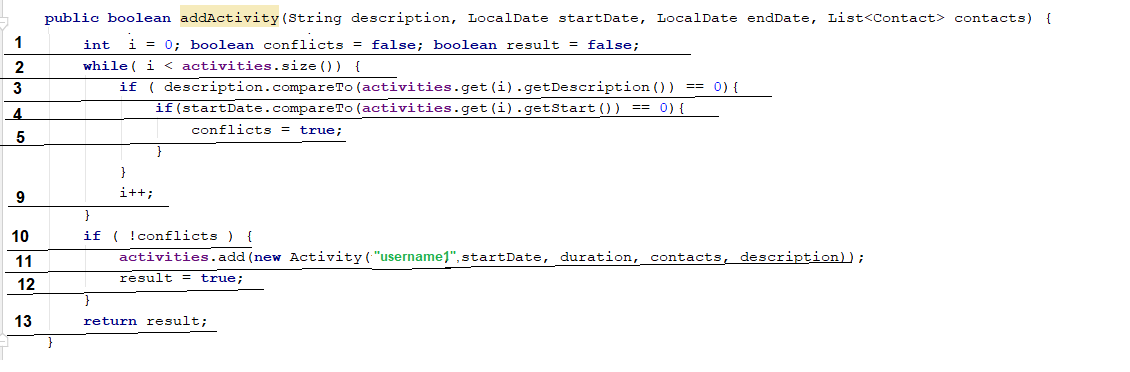 public boolean addActivity(String description, LocalDate startDate, LocalDate endDate, List<Contact> contacts) {
1 int i = 0; boolean conflicts = false; boolean result = false;
2 while( i < activities.size()) {
3 if ( description.compareTo(activities.get(i).getDescription()) == 0){
4 if(startDate.compareTo(activities.get(i).getStart()) == 0){
5 conflicts = true;
}
}
9 i++;
}
10 if ( !conflicts ) {
11 activities.add(new Activity("username1",startDate, duration, contacts, description));
12 result = true;
}
13 return result;
}